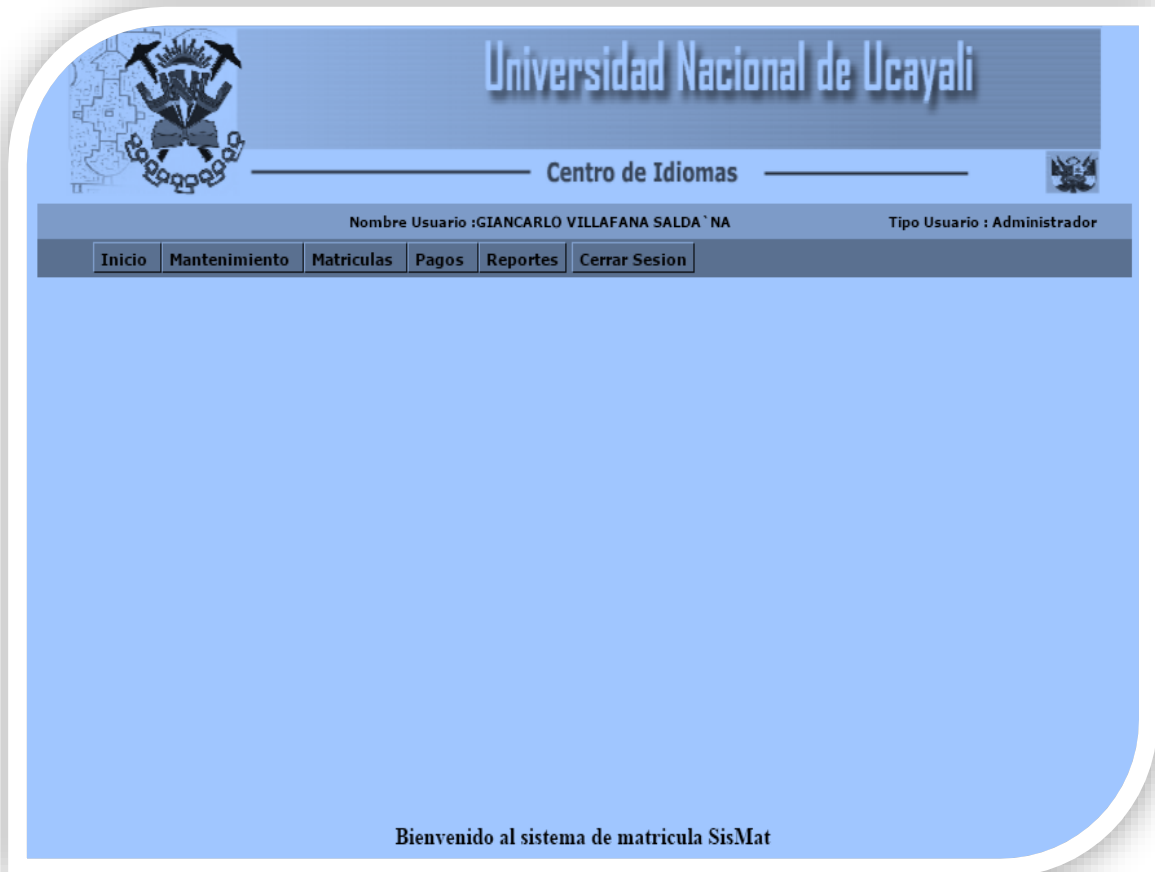 Universidad Nacional de Ucayali
Centro de Idiomas
Nombre Usuario :GIANCARLO VILLAFANA SALDA`NA Tipo Usuario : Administrador
Inicio Mantenimiento Matriculas Pagos Reportes Cerrar Sesion
Bienvenido al sistema de matricula SisMat